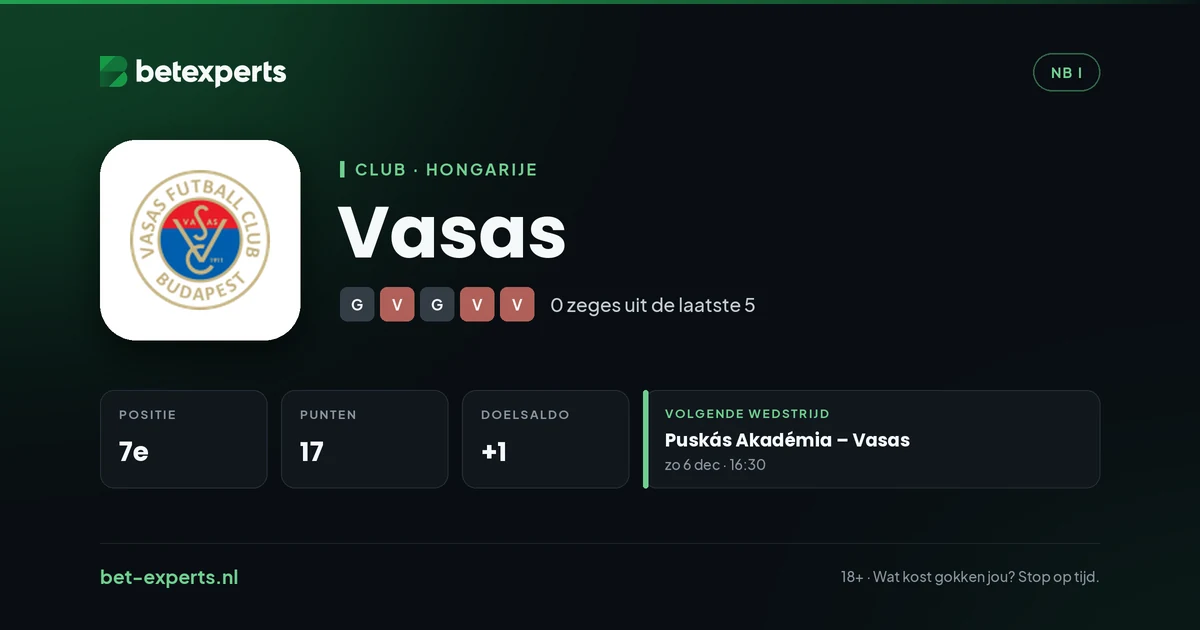 betexperts
NB I
VASAS FUTBALL CLUB
BUDAPEST
VASAS
1911
CLUB · HONGARIJE
Vasas
G V G V V 0 zeges uit de laatste 5
POSITIE
7e
PUNTEN
17
DOELSALDO
+1
VOLGENDE WEDSTRIJD
Puskás Akadémia – Vasas
zo 6 dec · 16:30
bet-experts.nl
18+ · Wat kost gokken jou? Stop op tijd.